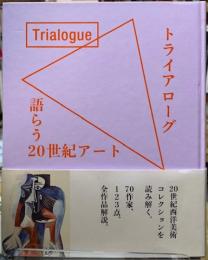 Trialogue
トライアローグ
語らう
20世紀アート
20世紀西洋美術
コレクションを
読み解く。
70作家、
123点、
全作品解説。